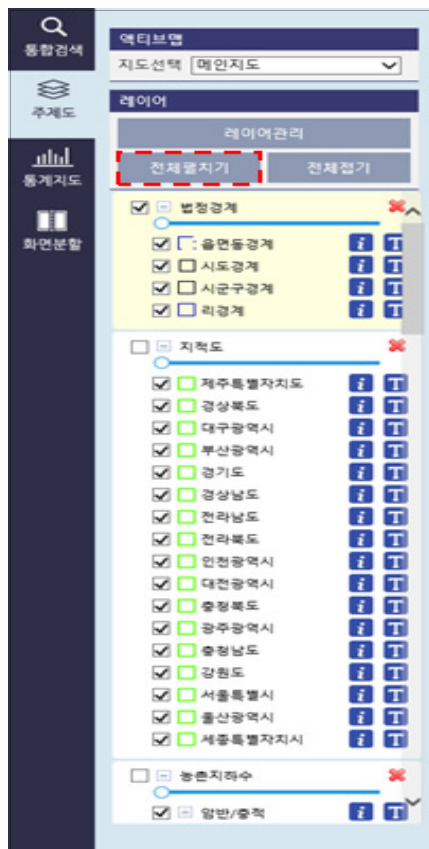 통합검색
주제도
통계지도
화면분할
액티브맵
지도선택 메인지도
레이어
레이어관리
전체펼치기 전체접기
법정경계
읍면동경계 i T
시도경계 i T
시군구경계 i T
리경계 i T
지적도
제주특별자치도 i T
경상북도 i T
대구광역시 i T
부산광역시 i T
경기도 i T
경상남도 i T
전라남도 i T
전라북도 i T
인천광역시 i T
대전광역시 i T
충청북도 i T
광주광역시 i T
충청남도 i T
강원도 i T
서울특별시 i T
울산광역시 i T
세종특별자치시 i T
농촌지하수
암반/충적 i T